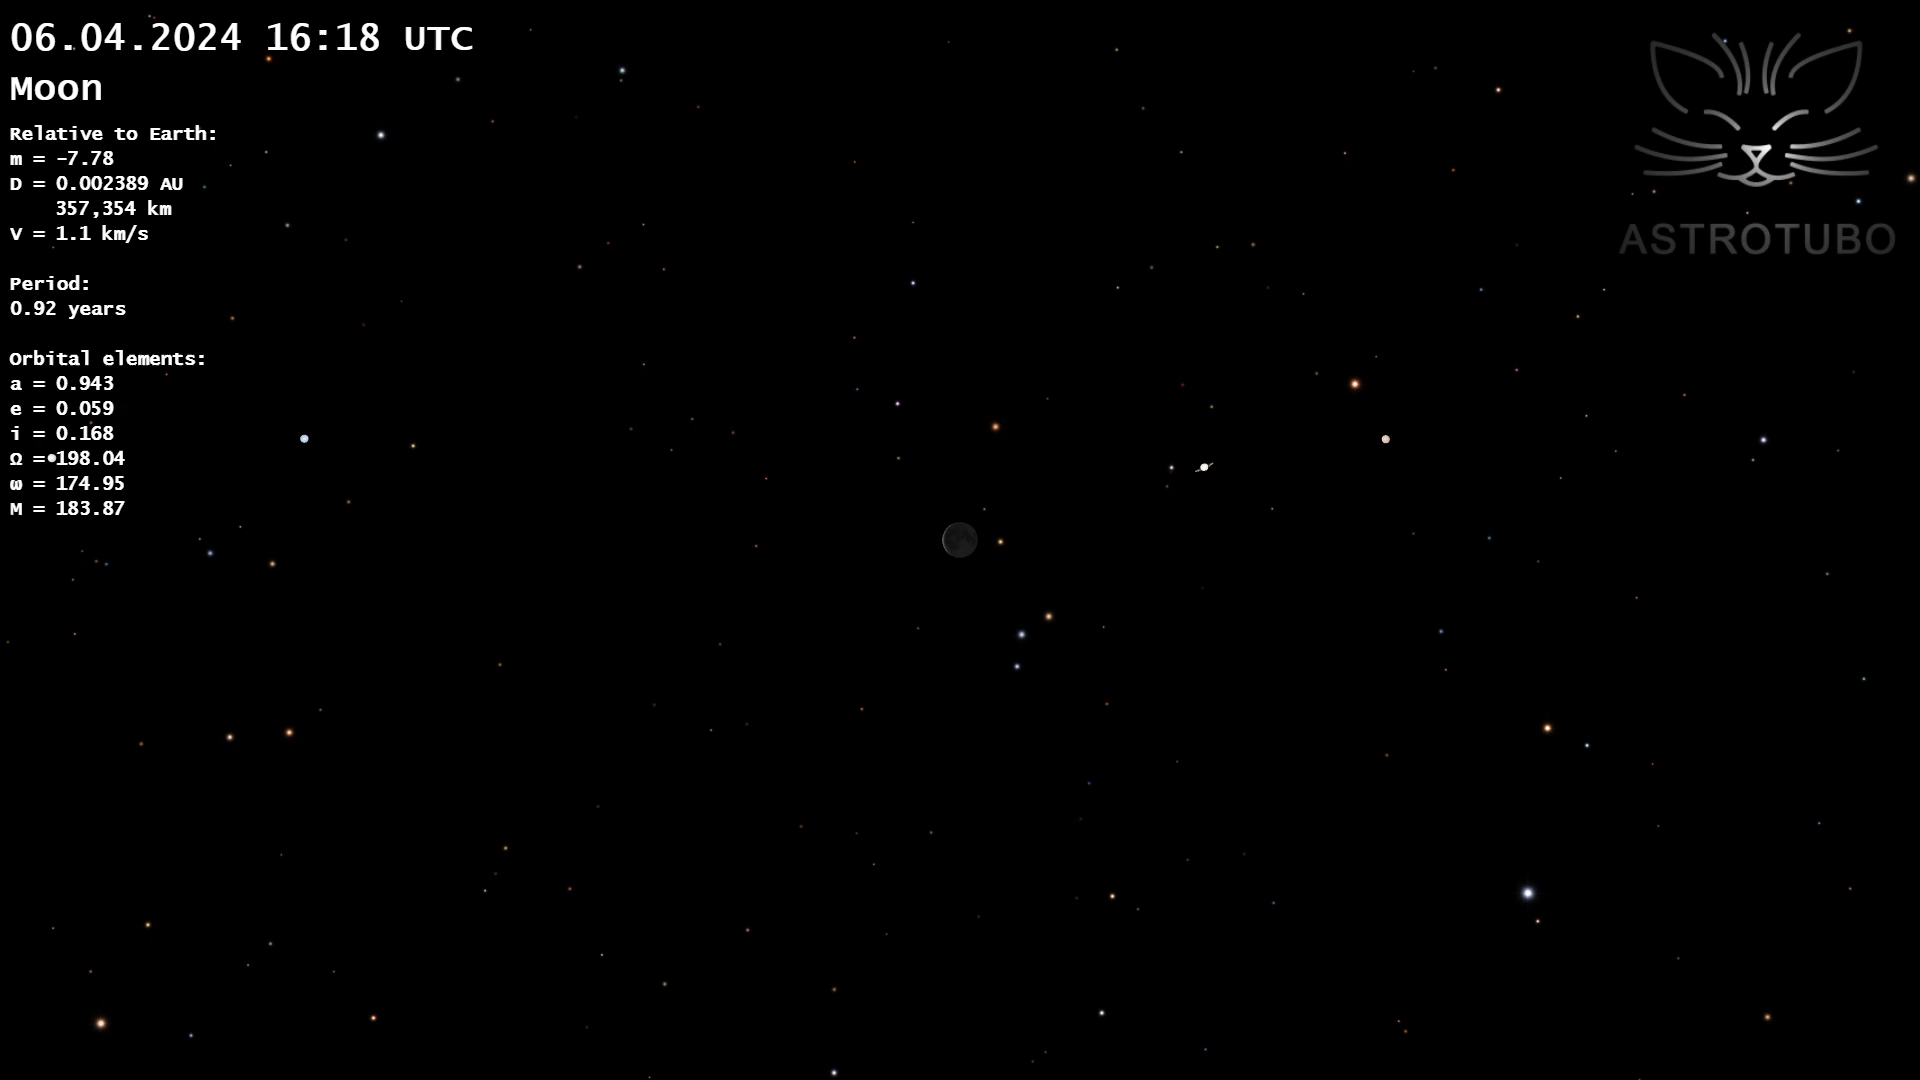 06.04.2024 16:18 UTC
Moon
Relative to Earth:
m = -7.78
D = 0.002389 AU
357,354 km
V = 1.1 km/s
Period:
0.92 years
Orbital elements:
a = 0.943
e = 0.059
i = 0.168
Ω = 198.04
ω = 174.95
M = 183.87
ASTROTUBO